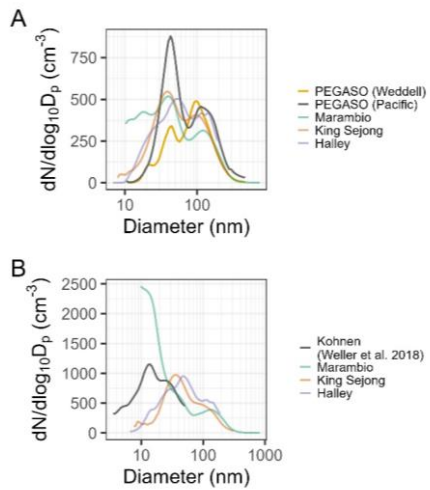 A
dN/dlog₁₀Dₚ (cm⁻³)
750
500
250
0
10
100
Diameter (nm)
PEGASO (Weddell)
PEGASO (Pacific)
Marambio
King Sejong
Halley
B
dN/dlog₁₀Dₚ (cm⁻³)
2500
2000
1500
1000
500
0
10
100
1000
Diameter (nm)
Kohnen
(Weller et al. 2018)
Marambio
King Sejong
Halley